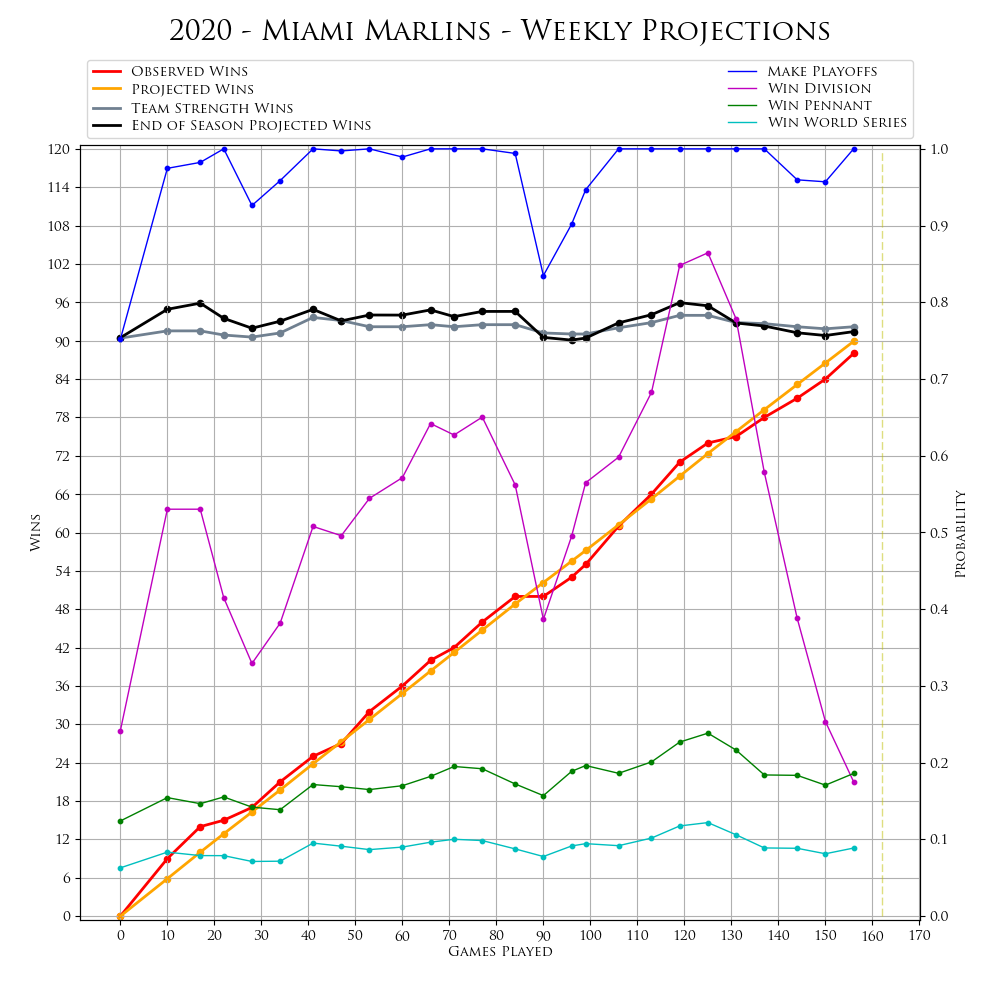 2020 - Miami Marlins - Weekly Projections
Observed Wins
Projected Wins
Team Strength Wins
End of Season Projected Wins
Make Playoffs
Win Division
Win Pennant
Win World Series
120
114
108
102
96
90
84
78
72
66
60
54
48
42
36
30
24
18
12
6
0
Wins
1.0
0.9
0.8
0.7
0.6
0.5
0.4
0.3
0.2
0.1
0.0
Probability
0 10 20 30 40 50 60 70 80 90 100 110 120 130 140 150 160 170
Games Played